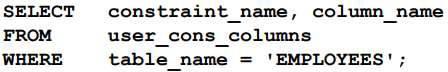 SELECT constraint_name, column_name
FROM user_cons_columns
WHERE table_name = 'EMPLOYEES';